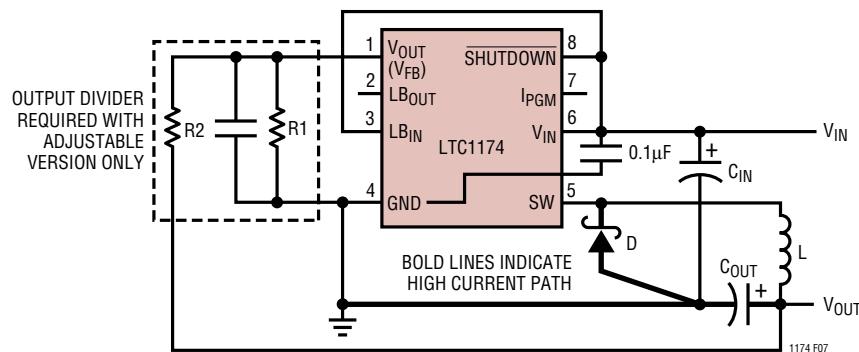 OUTPUT DIVIDER
REQUIRED WITH
ADJUSTABLE
VERSION ONLY
R2
R1
1
VOUT
(VFB)
2
LBOUT
3
LBIN
4
GND
LTC1174
SHUTDOWN
8
IPGM
7
VIN
6
SW
5
0.1µF
+
CIN
VIN
D
L
BOLD LINES INDICATE
HIGH CURRENT PATH
COUT
+
VOUT
1174 F07